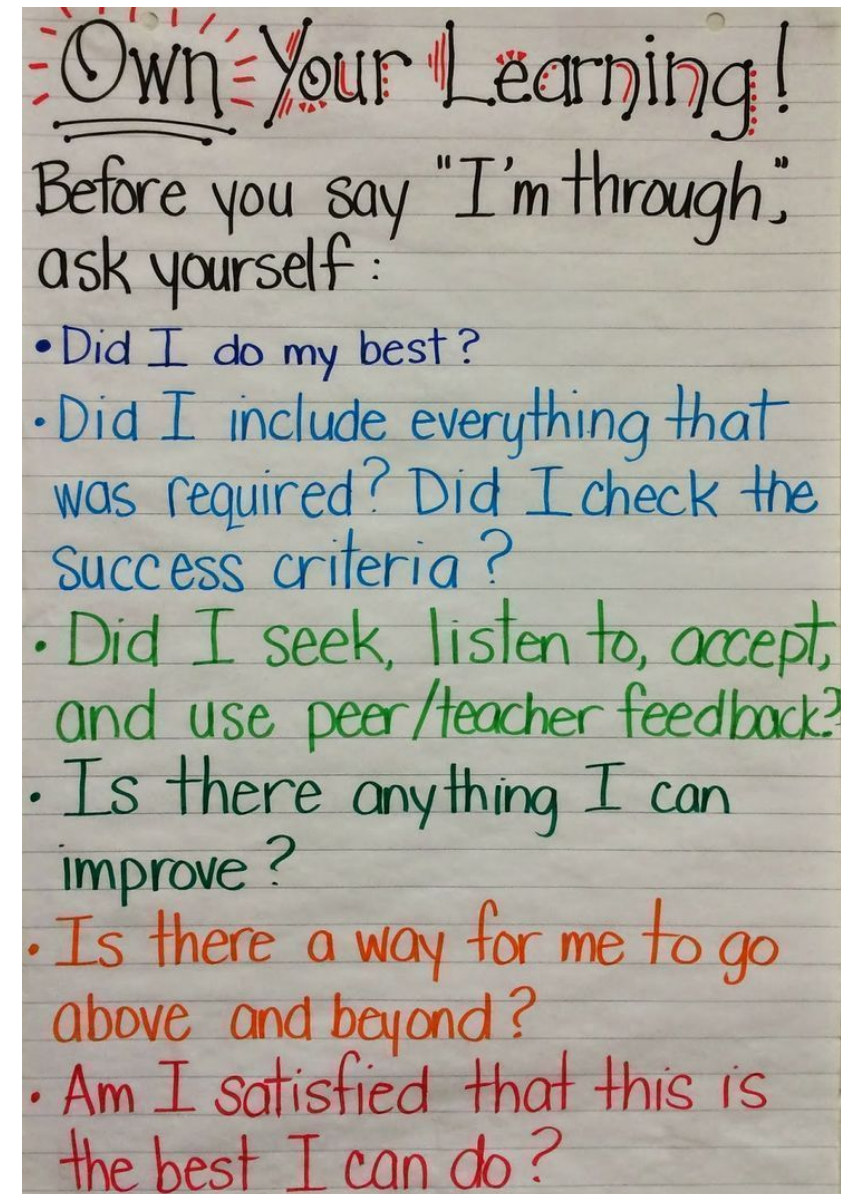 Own Your Learning!
Before you say "I'm through,"
ask yourself:
• Did I do my best?
• Did I include everything that
was required? Did I check the
success criteria?
• Did I seek, listen to, accept,
and use peer/teacher feedback?
• Is there anything I can
improve?
• Is there a way for me to go
above and beyond?
• Am I satisfied that this is
the best I can do?